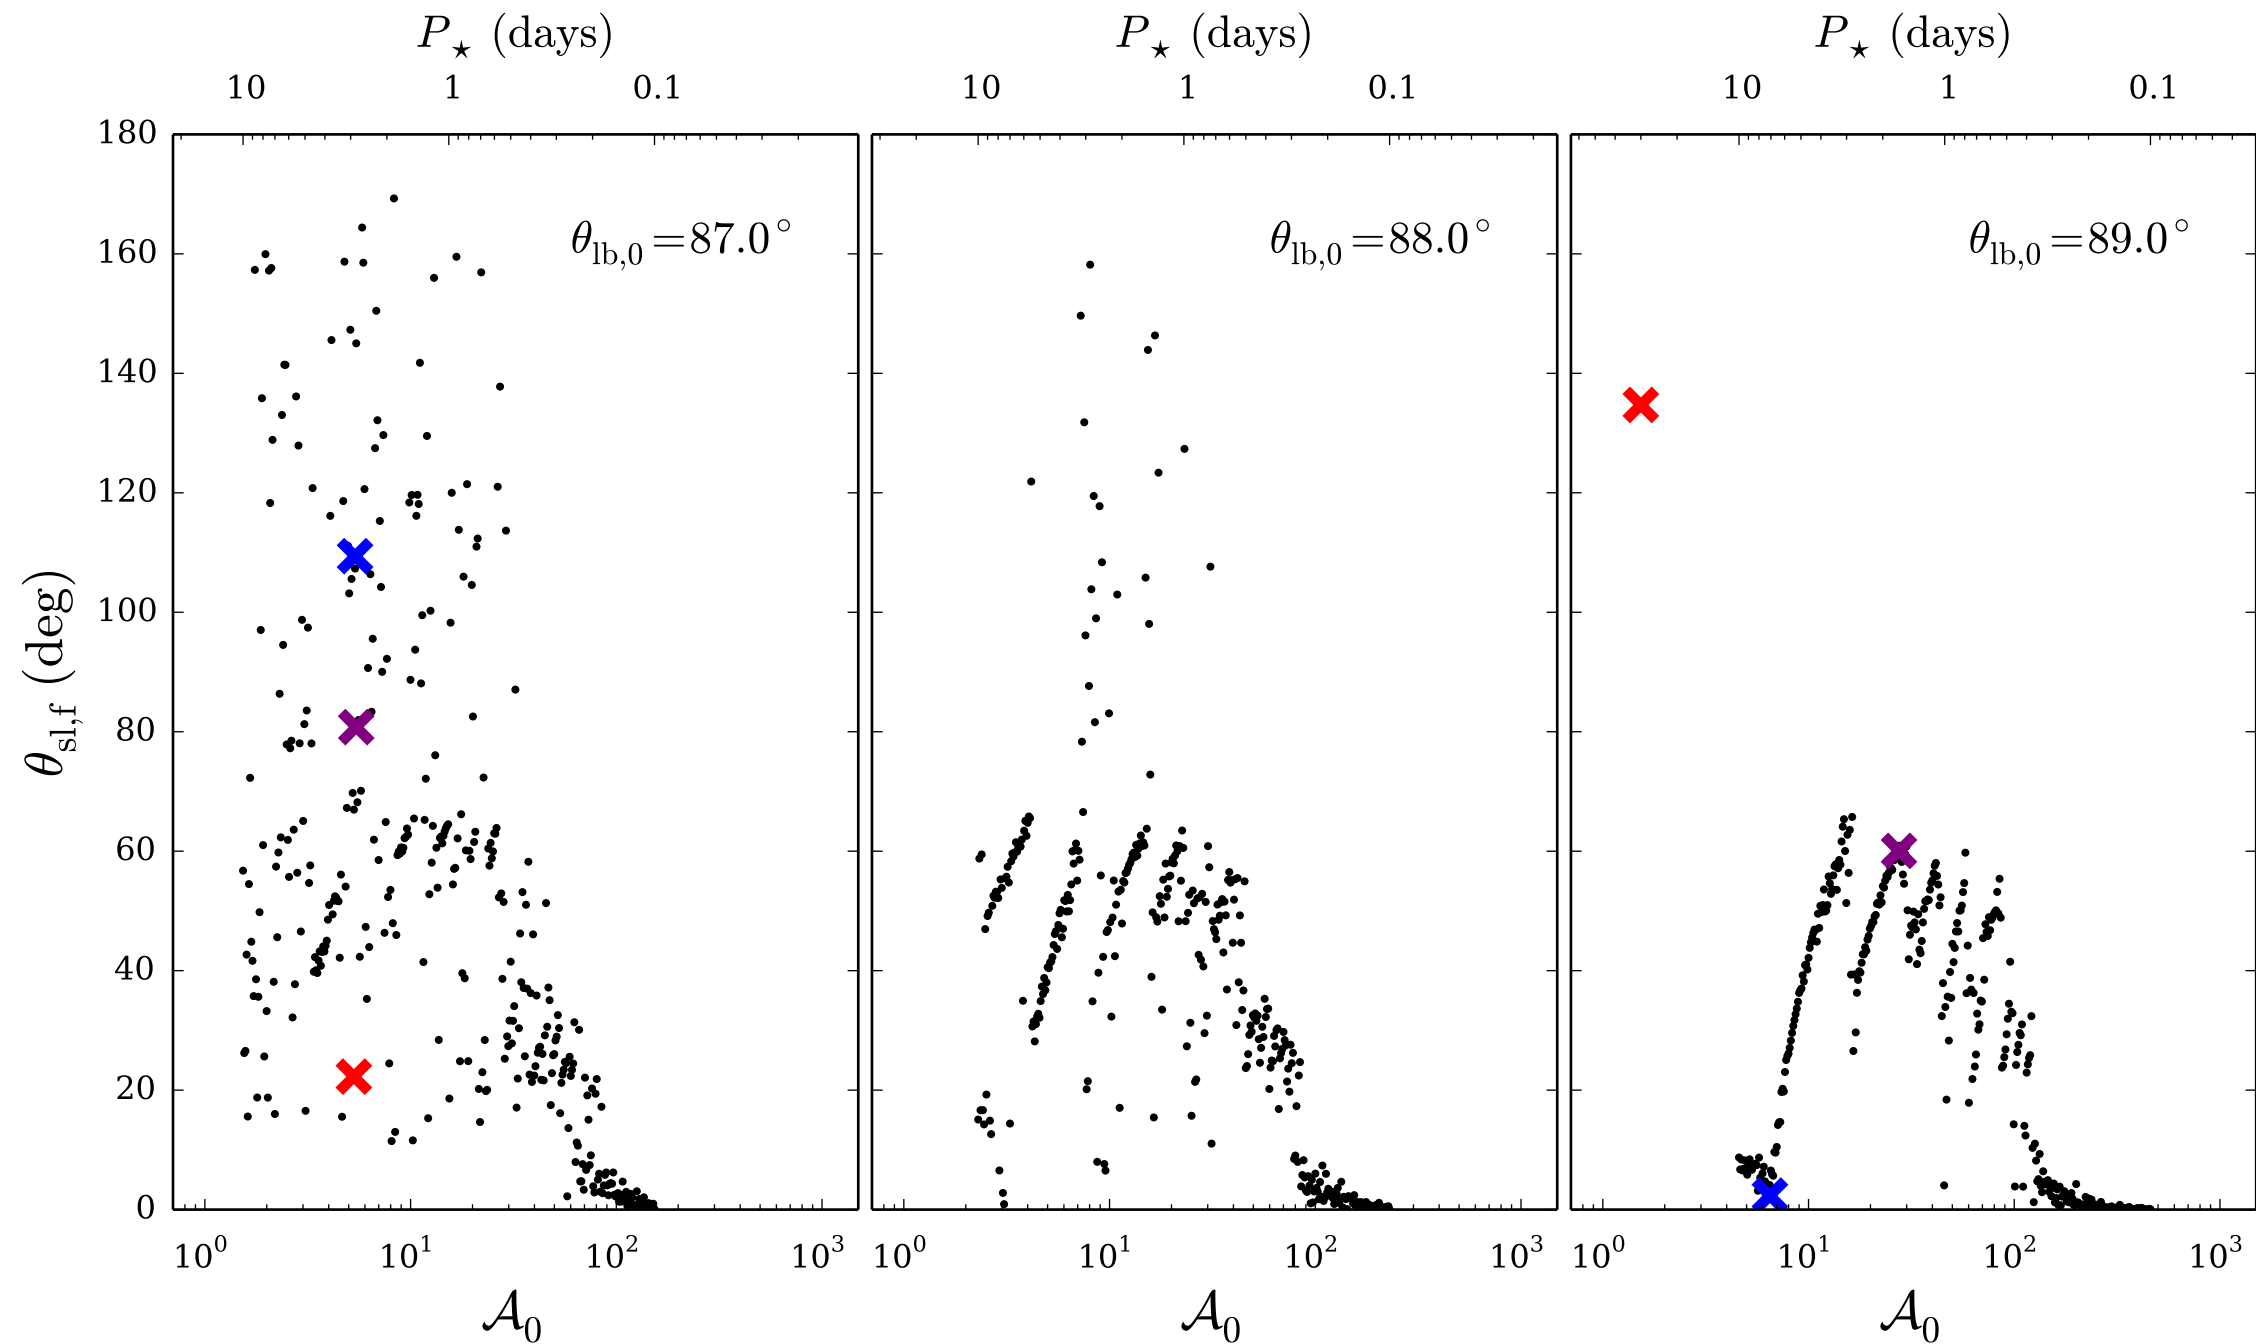 P⋆ (days) P⋆ (days) P⋆ (days)
10 1 0.1 10 1 0.1 10 1 0.1
180
160
140
120
100
80
60
40
20
0
θsl,f (deg)
θlb,0 =87.0° θlb,0 =88.0° θlb,0 =89.0°
10⁰ 10¹ 10² 10³ 10⁰ 10¹ 10² 10³ 10⁰ 10¹ 10² 10³
𝒜0 𝒜0 𝒜0